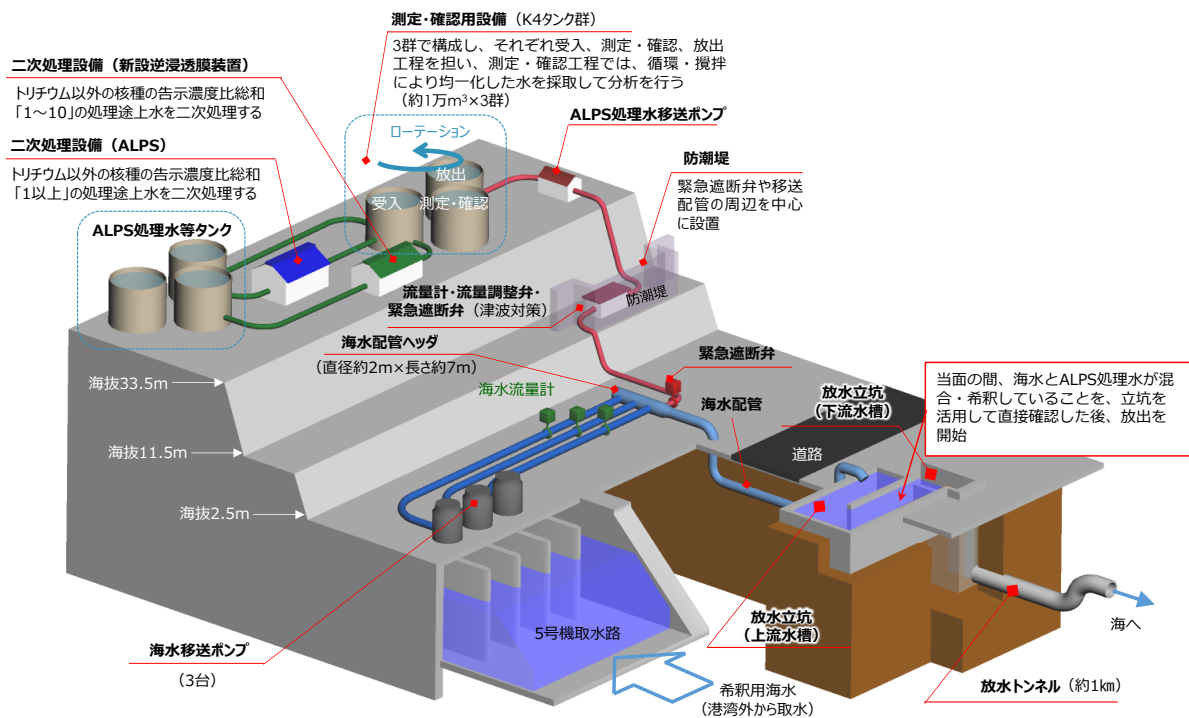 測定・確認用設備（K4タンク群）
3群で構成し、それぞれ受入、測定・確認、放出
工程を担い、測定・確認工程では、循環・攪拌
により均一化した水を採取して分析を行う
（約1万m³×3群）
二次処理設備（新設逆浸透膜装置）
トリチウム以外の核種の告示濃度比総和
「1～10」の処理途上水を二次処理する
二次処理設備（ALPS）
トリチウム以外の核種の告示濃度比総和
「1以上」の処理途上水を二次処理する
ALPS処理水等タンク
ローテーション
放出
受入
測定・確認
ALPS処理水移送ポンプ
防潮堤
緊急遮断弁や移送
配管の周辺を中心
に設置
流量計・流量調整弁・
緊急遮断弁（津波対策）
防潮堤
海水配管ヘッダ
（直径約2m×長さ約7m）
海水流量計
緊急遮断弁
海水配管
道路
放水立坑
（下流水槽）
当面の間、海水とALPS処理水が混
合・希釈していることを、立坑を
活用して直接確認した後、放出を
開始
海抜33.5m
海抜11.5m
海抜2.5m
海水移送ポンプ
（3台）
5号機取水路
希釈用海水
（港湾外から取水）
放水立坑
（上流水槽）
海へ
放水トンネル（約1km）